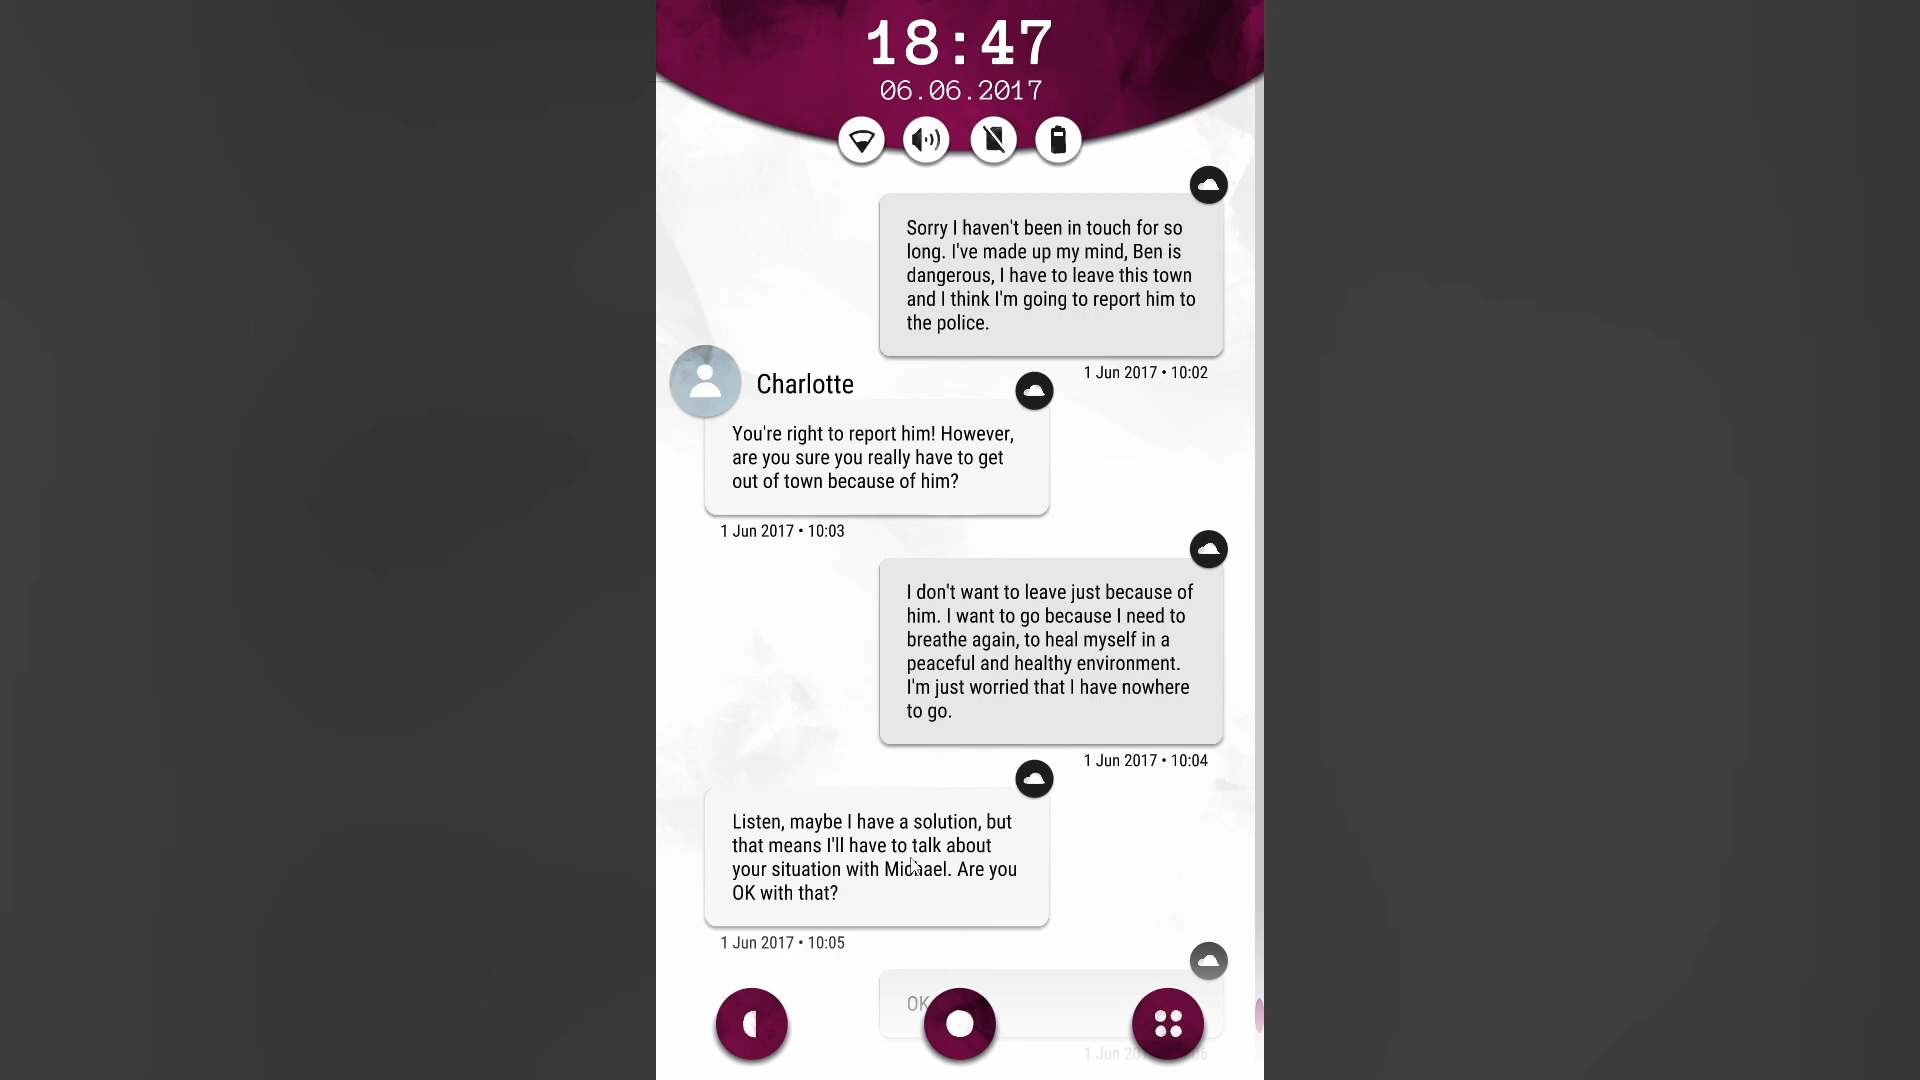 18:47
06.06.2017
Sorry I haven't been in touch for so
long. I've made up my mind, Ben is
dangerous, I have to leave this town
and I think I'm going to report him to
the police.
1 Jun 2017 • 10:02
Charlotte
You're right to report him! However,
are you sure you really have to get
out of town because of him?
1 Jun 2017 • 10:03
I don't want to leave just because of
him. I want to go because I need to
breathe again, to heal myself in a
peaceful and healthy environment.
I'm just worried that I have nowhere
to go.
1 Jun 2017 • 10:04
Listen, maybe I have a solution, but
that means I'll have to talk about
your situation with Michael. Are you
OK with that?
1 Jun 2017 • 10:05
OK
1 Jun